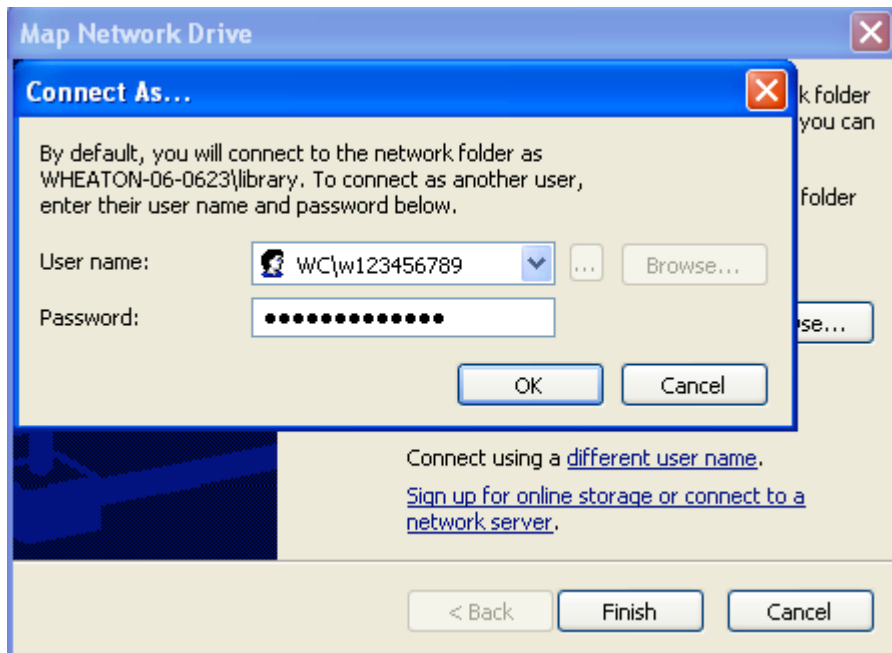 Map Network Drive
Connect As...
k folder
you can
By default, you will connect to the network folder as
WHEATON-06-0623\library. To connect as another user,
enter their user name and password below.
folder
User name:
WC\w123456789
...
Browse...
Password:
•••••••••••••
se...
OK
Cancel
Connect using a different user name.
Sign up for online storage or connect to a
network server.
< Back
Finish
Cancel